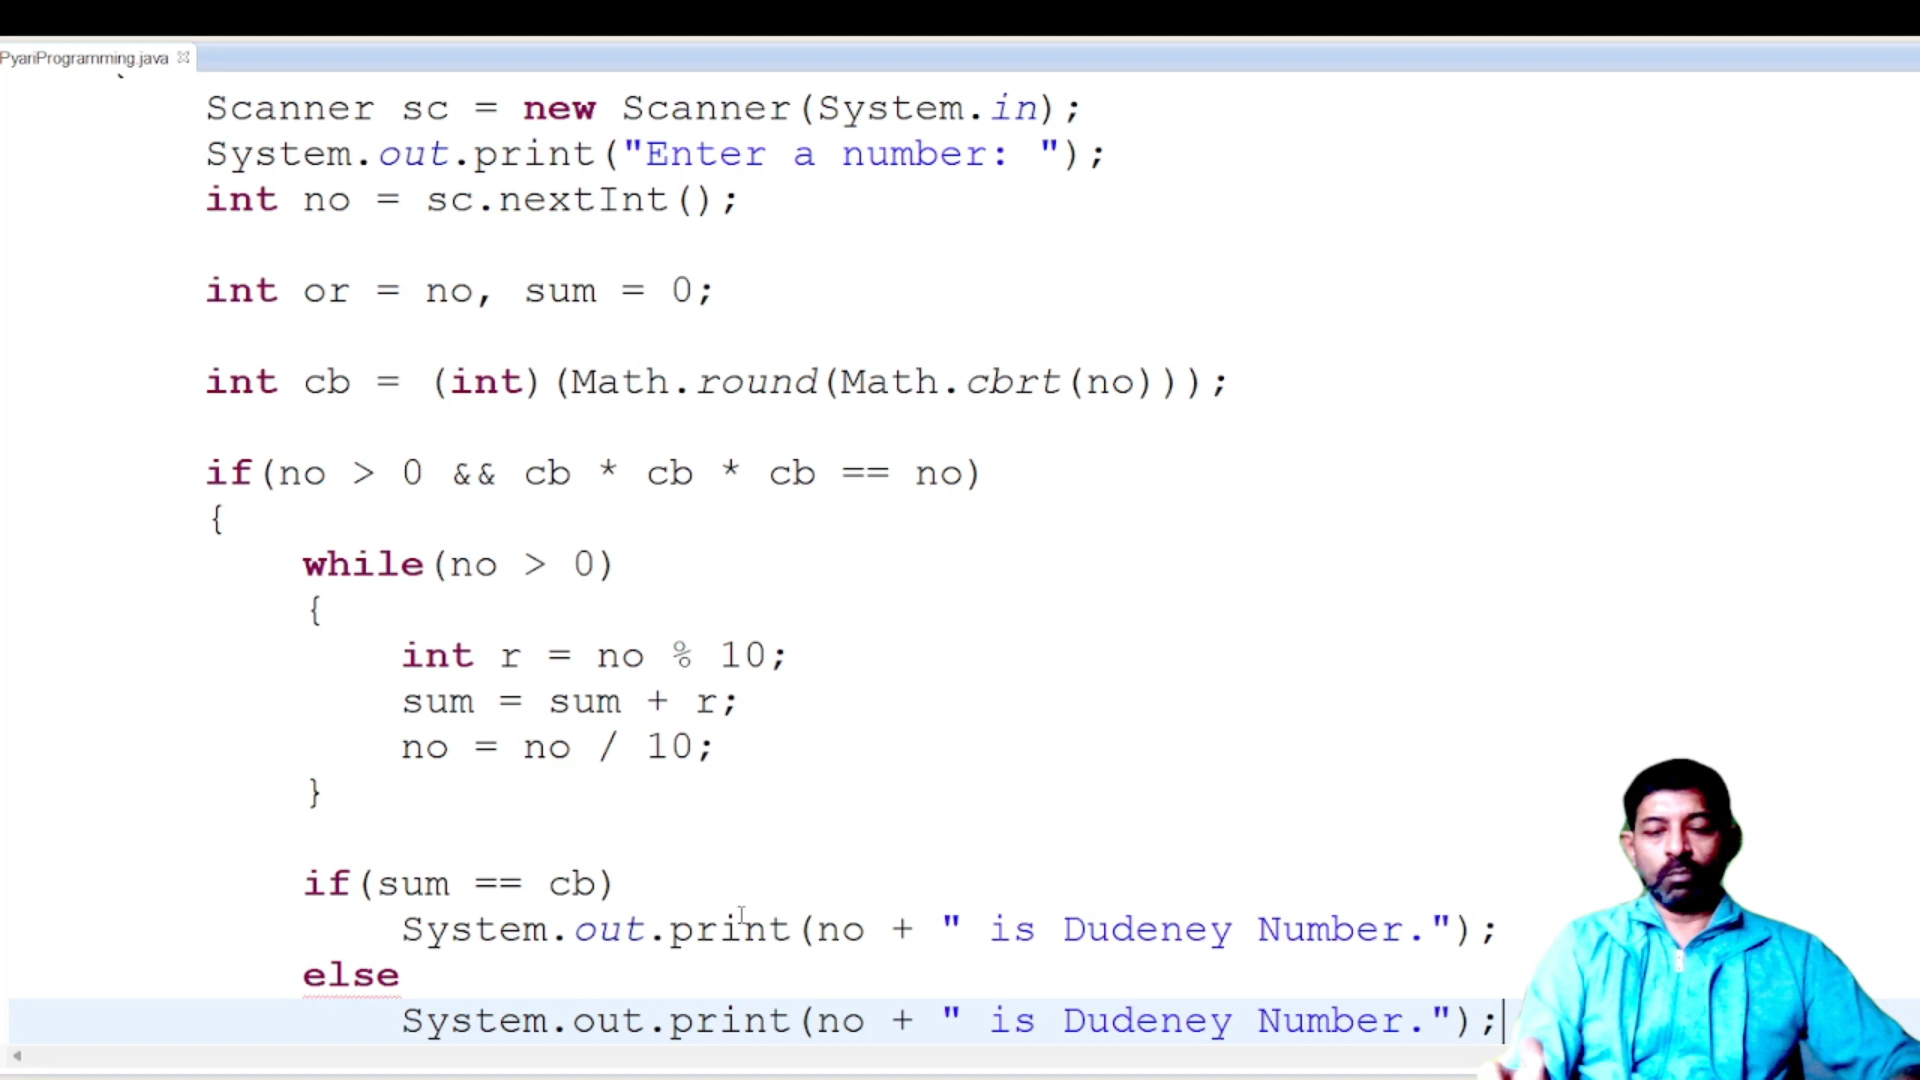 PyariProgramming.java
Scanner sc = new Scanner(System.in);
System.out.print("Enter a number: ");
int no = sc.nextInt();
int or = no, sum = 0;
int cb = (int)(Math.round(Math.cbrt(no)));
if(no > 0 && cb * cb * cb == no)
{
while(no > 0)
{
int r = no % 10;
sum = sum + r;
no = no / 10;
}
if(sum == cb)
System.out.print(no + " is Dudeney Number.");
else
System.out.print(no + " is Dudeney Number.");